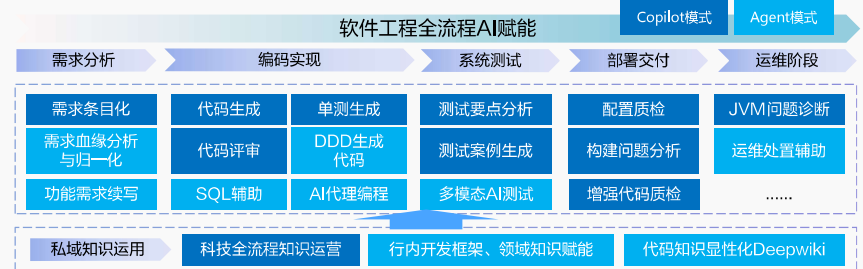 软件工程全流程AI赋能
Copilot模式
Agent模式
需求分析
编码实现
系统测试
部署交付
运维阶段
需求条目化
代码生成
单测生成
测试要点分析
配置质检
JVM问题诊断
需求血缘分析
与归一化
代码评审
DDD生成
代码
测试案例生成
构建问题分析
运维处置辅助
功能需求续写
SQL辅助
AI代理编程
多模态AI测试
增强代码质检
......
私域知识运用
科技全流程知识运营
行内开发框架、领域知识赋能
代码知识显性化Deepwiki